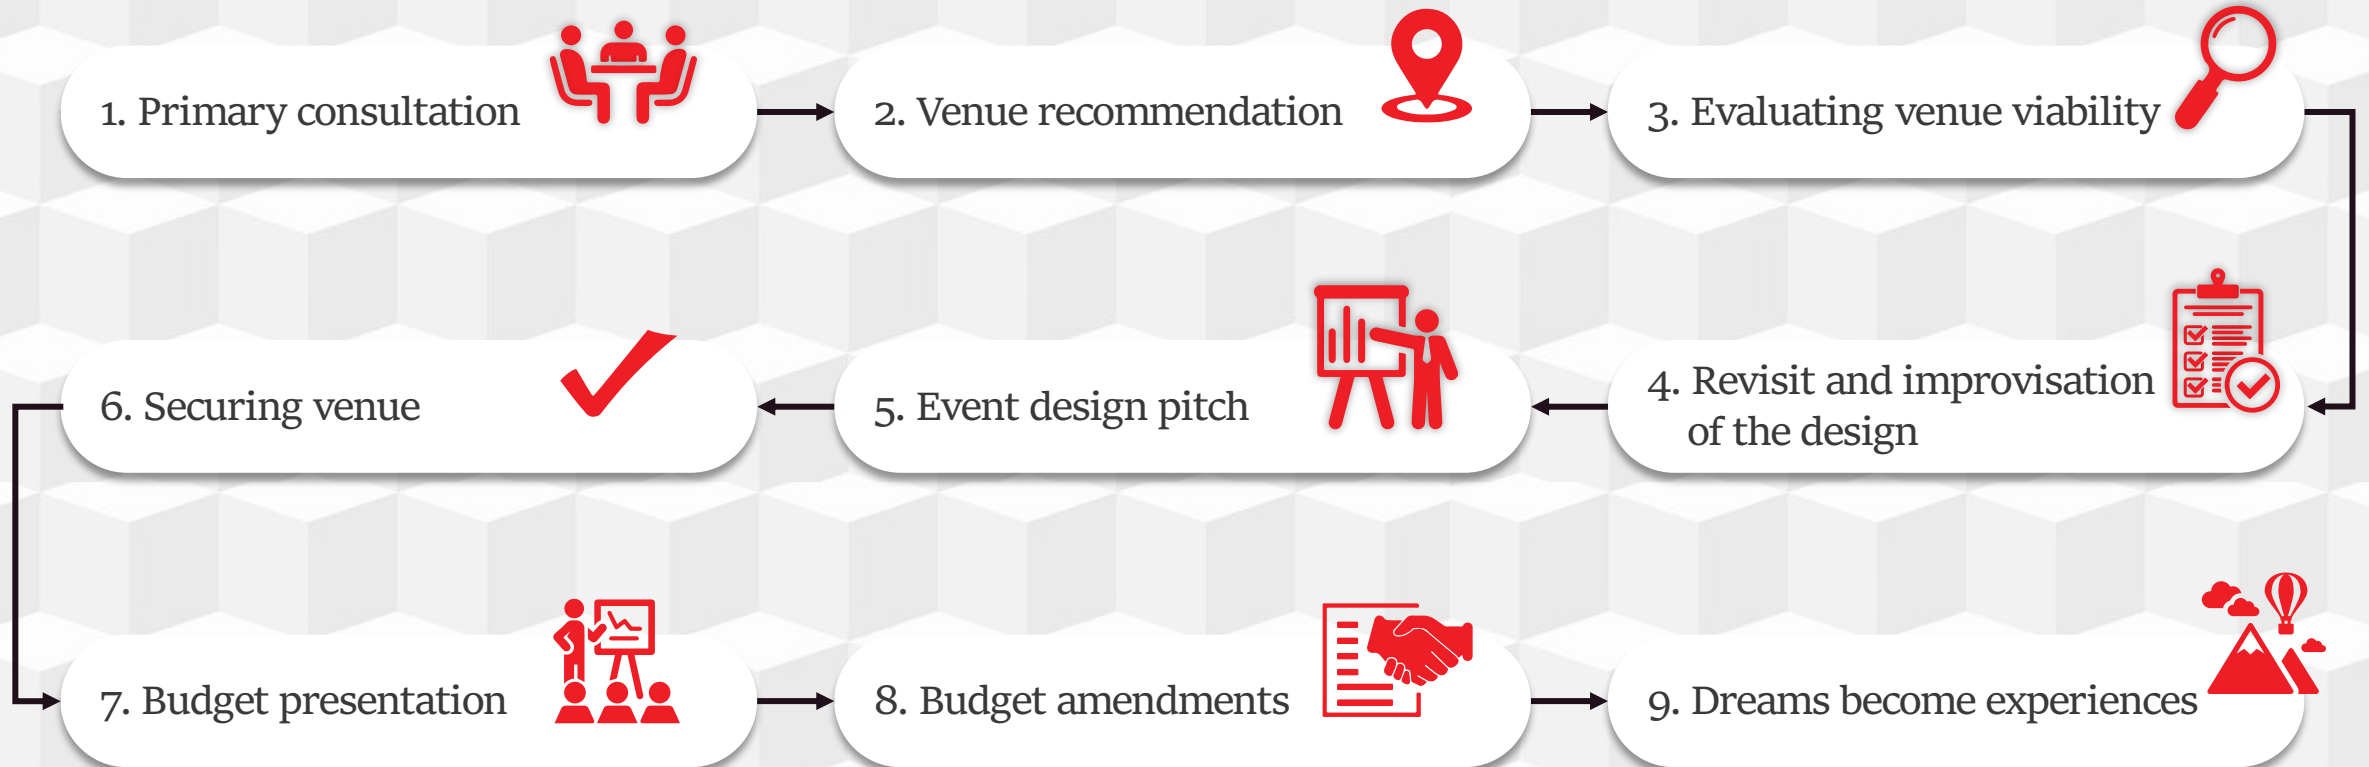 1. Primary consultation
2. Venue recommendation
3. Evaluating venue viability
4. Revisit and improvisation
of the design
5. Event design pitch
6. Securing venue
7. Budget presentation
8. Budget amendments
9. Dreams become experiences